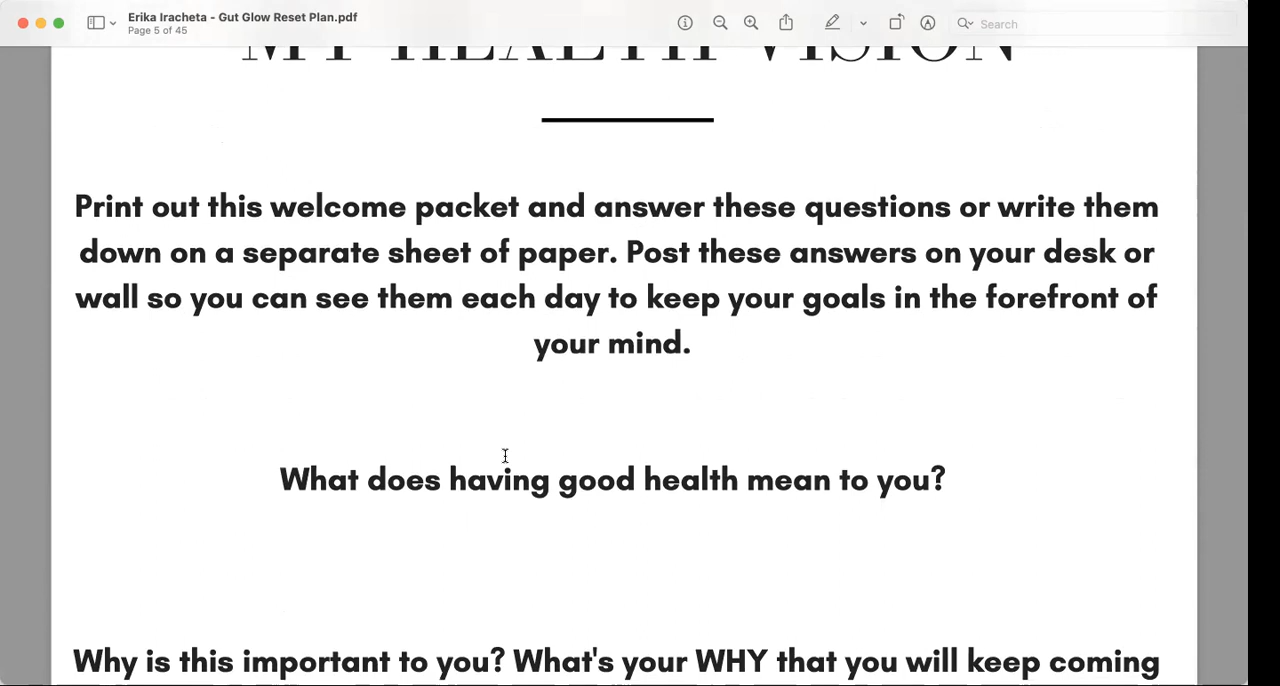 Erika Iracheta - Gut Glow Reset Plan.pdf
Page 5 of 45
Search
MY HEALTH VISION
Print out this welcome packet and answer these questions or write them
down on a separate sheet of paper. Post these answers on your desk or
wall so you can see them each day to keep your goals in the forefront of
your mind.
What does having good health mean to you?
Why is this important to you? What's your WHY that you will keep coming